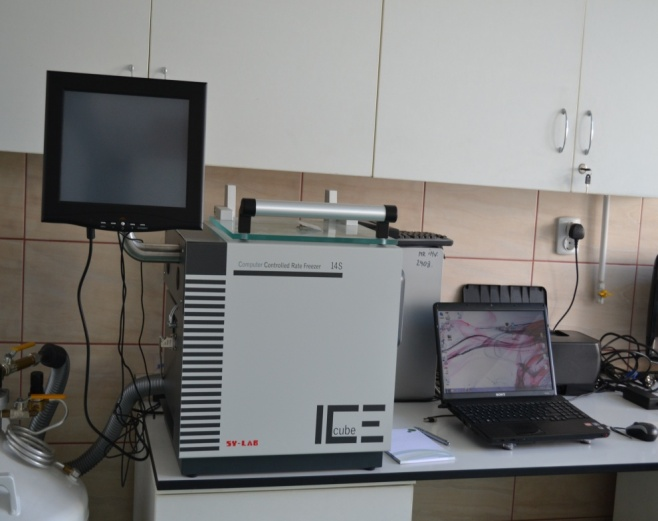 Computer Controlled Rate Freezer 14S
ICE
cube
SY-LAB